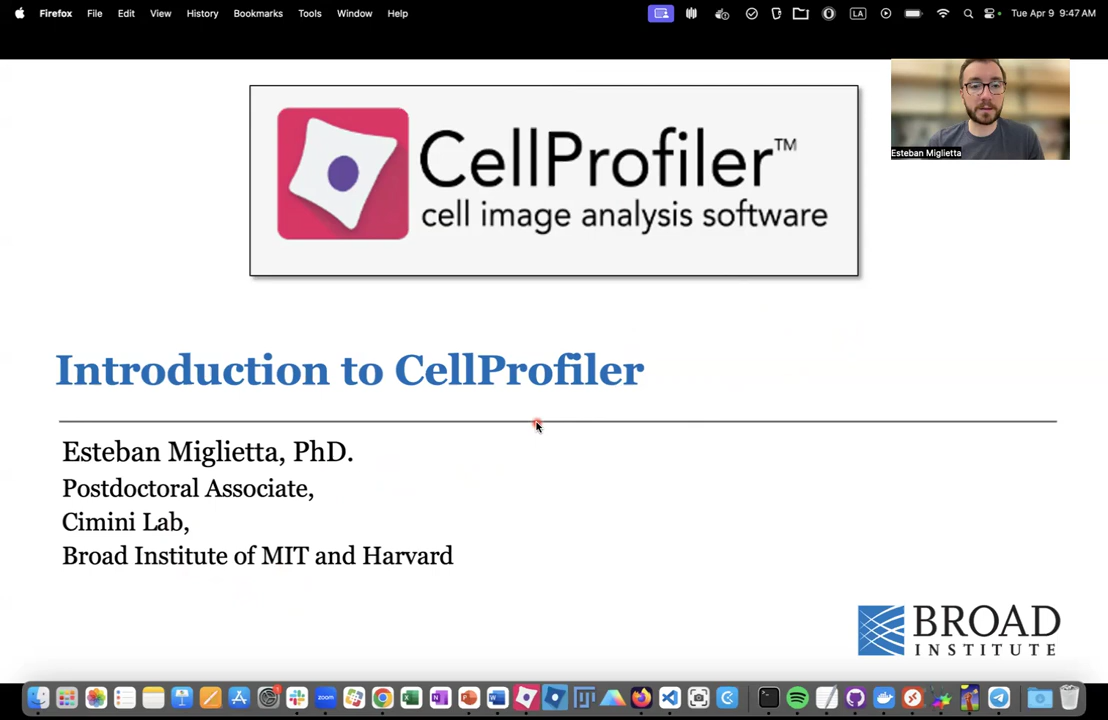 Firefox File Edit View History Bookmarks Tools Window Help LA Tue Apr 9 9:47 AM
CellProfiler™
cell image analysis software
Esteban Miglietta
Introduction to CellProfiler
Esteban Miglietta, PhD.
Postdoctoral Associate,
Cimini Lab,
Broad Institute of MIT and Harvard
BROAD
INSTITUTE
zoom